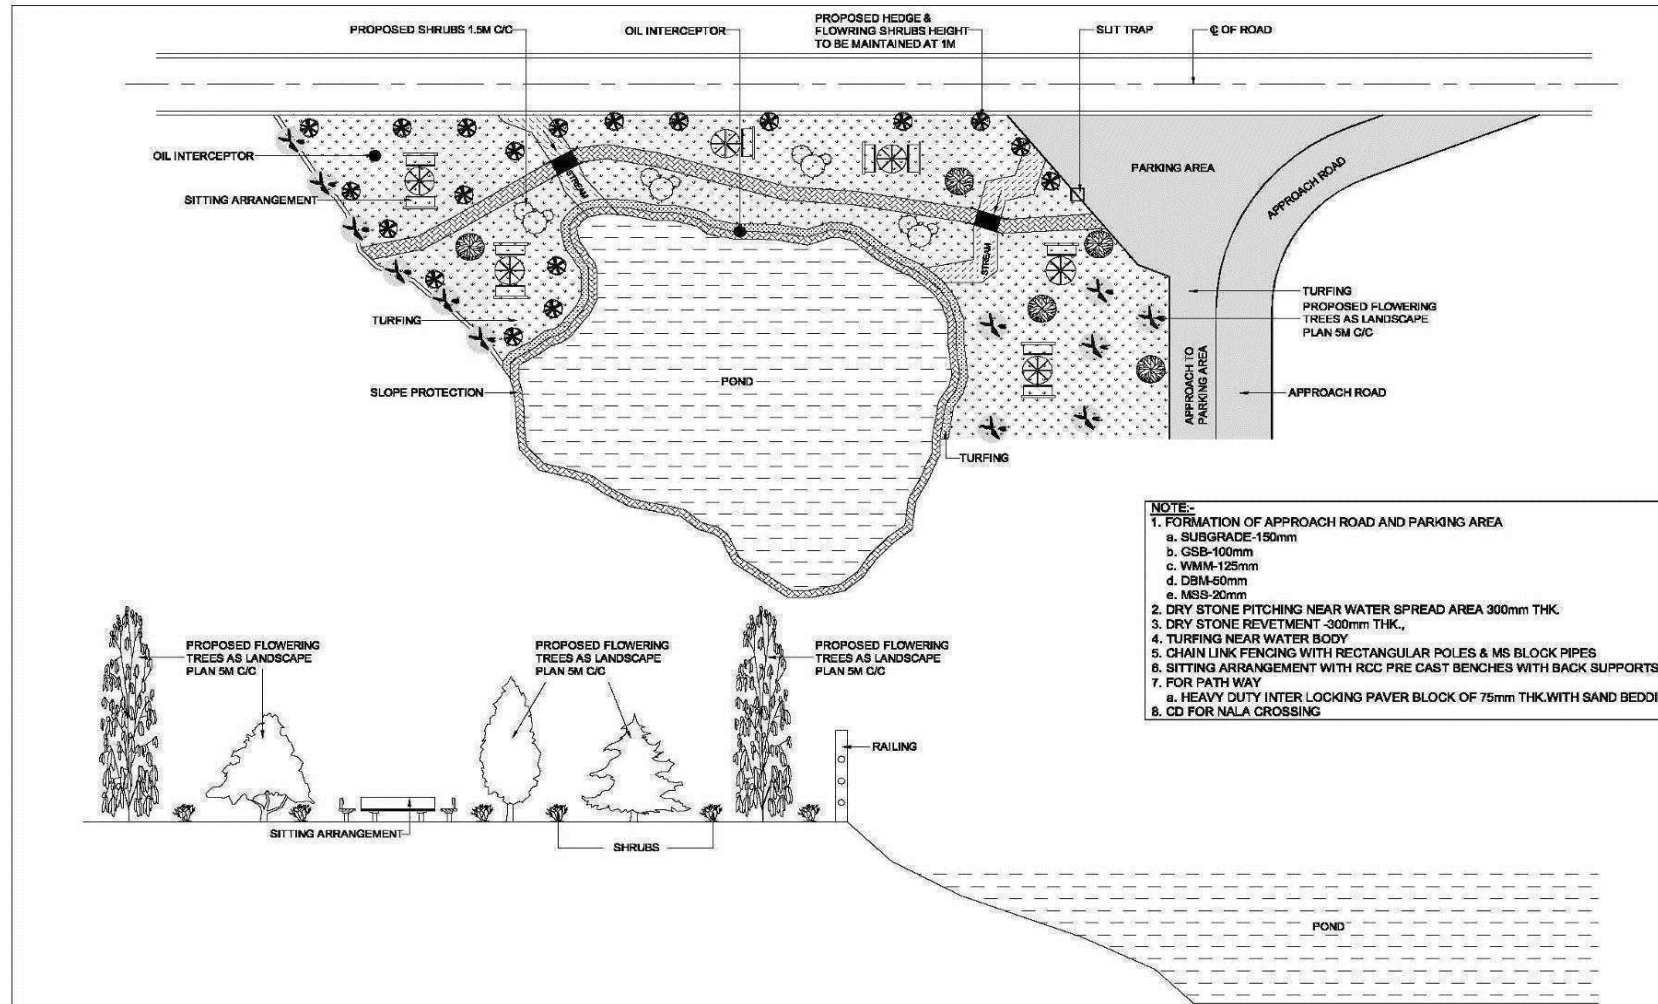 PROPOSED SHRUBS 1.5M C/C
OIL INTERCEPTOR
PROPOSED HEDGE &
FLOWRING SHRUBS HEIGHT
TO BE MAINTAINED AT 1M
SLIT TRAP
℄ OF ROAD
OIL INTERCEPTOR
SITTING ARRANGEMENT
STREAM
STREAM
PARKING AREA
APPROACH ROAD
TURFING
SLOPE PROTECTION
POND
TURFING
PROPOSED FLOWERING
TREES AS LANDSCAPE
PLAN 5M C/C
APPROACH TO
PARKING AREA
APPROACH ROAD
TURFING
NOTE:-
1. FORMATION OF APPROACH ROAD AND PARKING AREA
a. SUBGRADE-150mm
b. GSB-100mm
c. WMM-125mm
d. DBM-50mm
e. MSS-20mm
2. DRY STONE PITCHING NEAR WATER SPREAD AREA 300mm THK.
3. DRY STONE REVETMENT -300mm THK.,
4. TURFING NEAR WATER BODY
5. CHAIN LINK FENCING WITH RECTANGULAR POLES & MS BLOCK PIPES
6. SITTING ARRANGEMENT WITH RCC PRE CAST BENCHES WITH BACK SUPPORTS
7. FOR PATH WAY
a. HEAVY DUTY INTER LOCKING PAVER BLOCK OF 75mm THK.WITH SAND BEDDI
8. CD FOR NALA CROSSING
PROPOSED FLOWERING
TREES AS LANDSCAPE
PLAN 5M C/C
PROPOSED FLOWERING
TREES AS LANDSCAPE
PLAN 5M C/C
PROPOSED FLOWERING
TREES AS LANDSCAPE
PLAN 5M C/C
RAILING
SITTING ARRANGEMENT
SHRUBS
POND